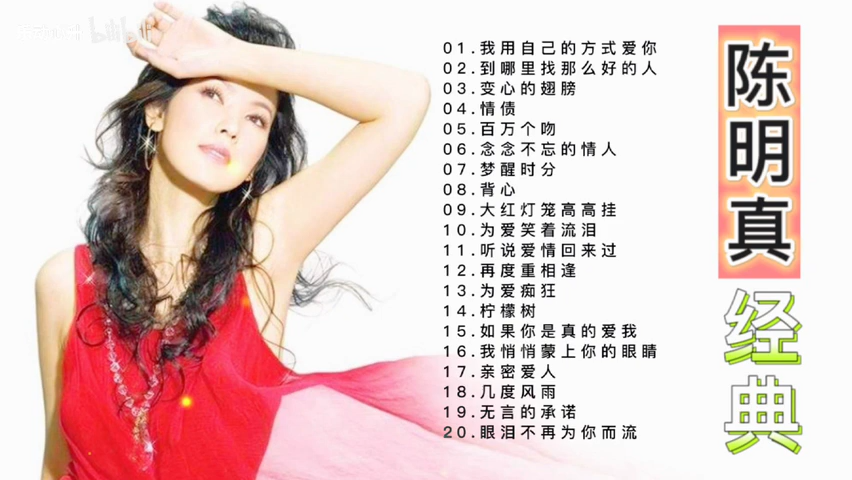 bilibili
01.我用自己的方式爱你
02.到哪里找那么好的人
03.变心的翅膀
04.情债
05.百万个吻
06.念念不忘的情人
07.梦醒时分
08.背心
09.大红灯笼高高挂
10.为爱笑着流泪
11.听说爱情回来过
12.再度重相逢
13.为爱痴狂
14.柠檬树
15.如果你是真的爱我
16.我悄悄蒙上你的眼睛
17.亲密爱人
18.几度风雨
19.无言的承诺
20.眼泪不再为你而流
陈明真
经典